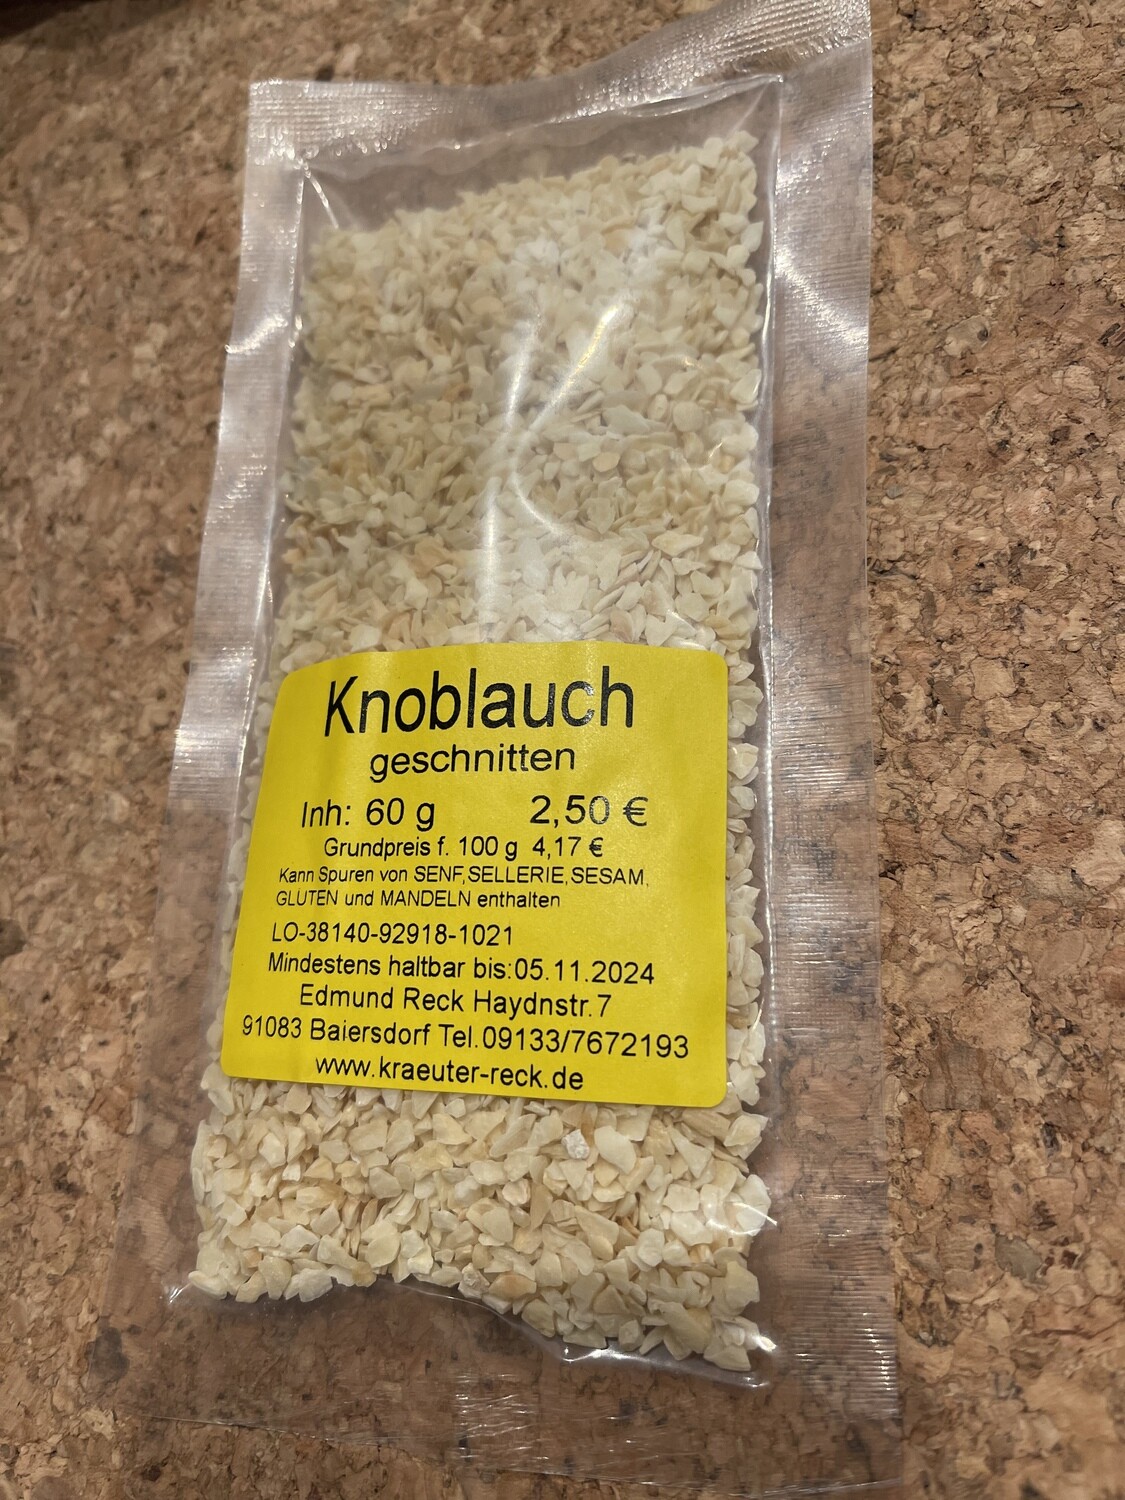 Knoblauch
geschnitten
Inh: 60 g 2,50 €
Grundpreis f. 100 g 4,17 €
Kann Spuren von SENF,SELLERIE,SESAM,
GLUTEN und MANDELN enthalten
LO-38140-92918-1021
Mindestens haltbar bis:05.11.2024
Edmund Reck Haydnstr.7
91083 Baiersdorf Tel.09133/7672193
www.kraeuter-reck.de